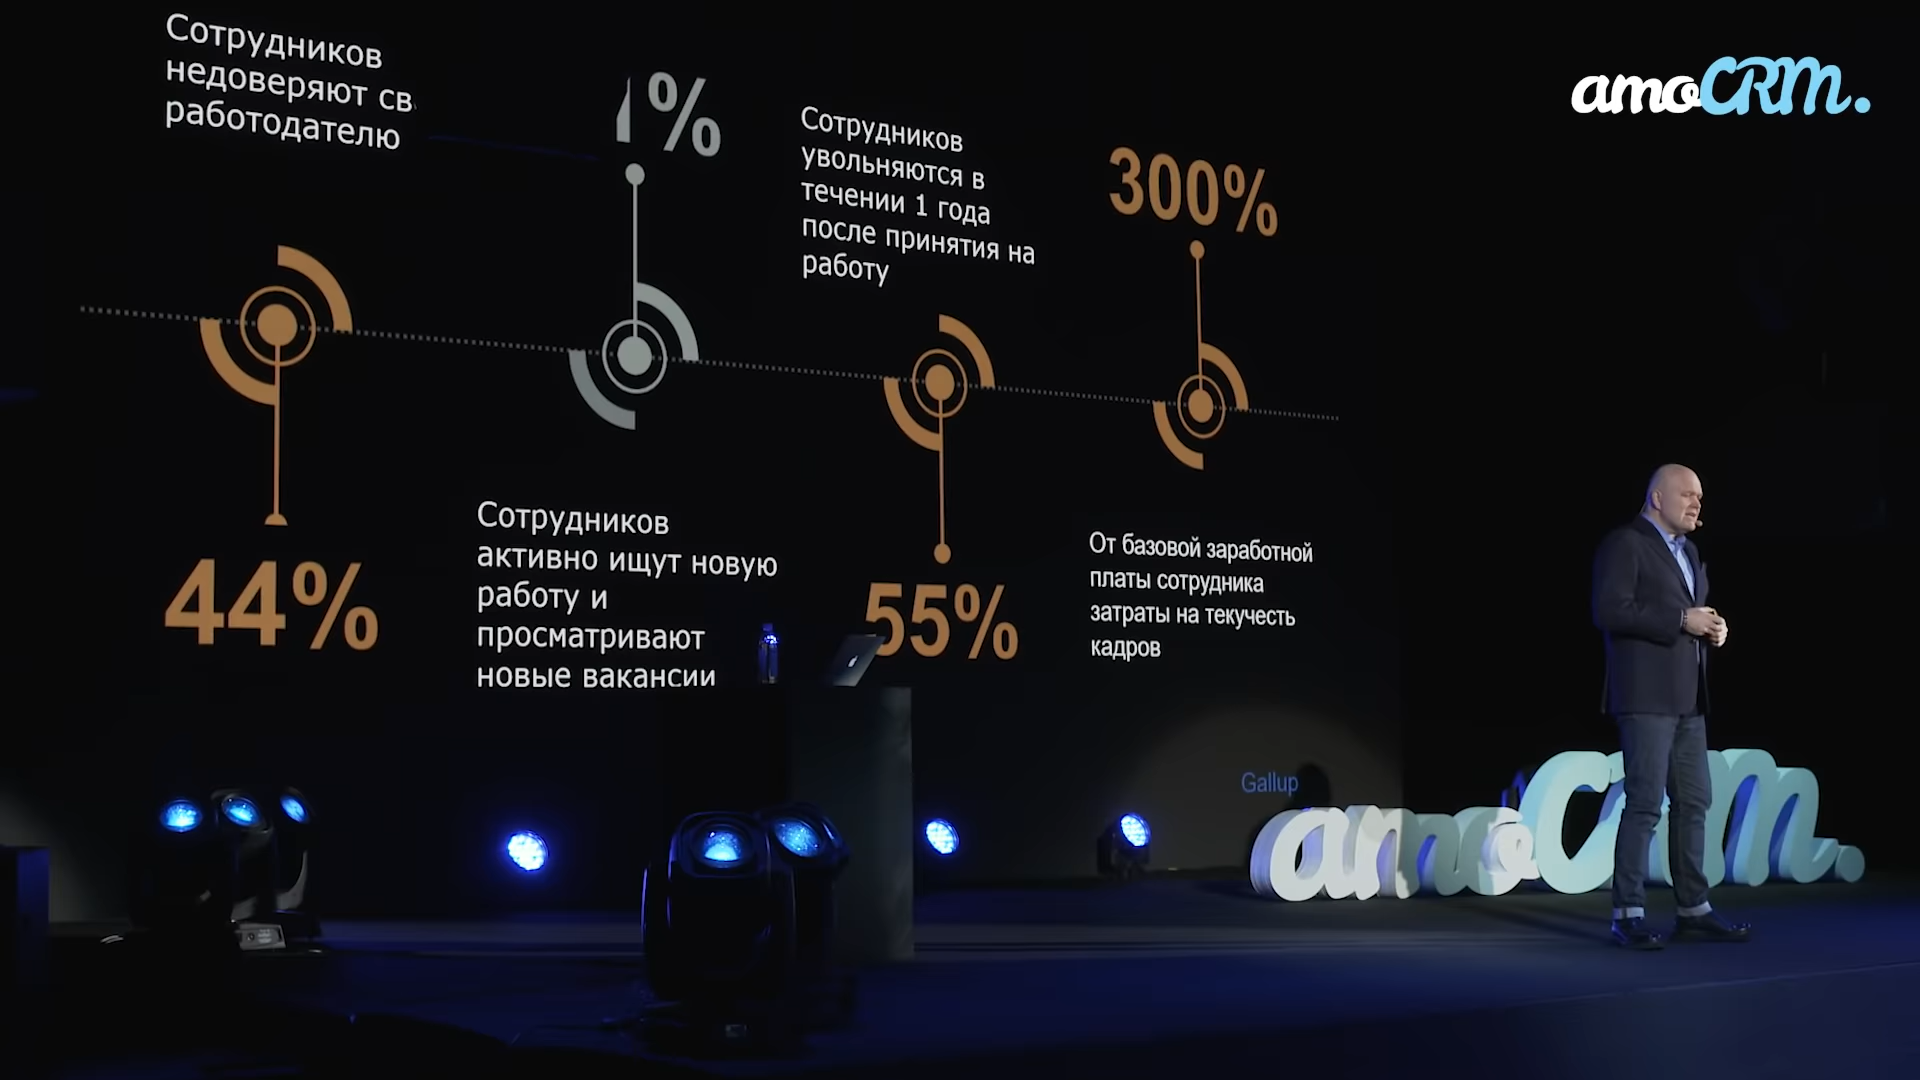 Сотрудников
недоверяют
работодателю
44%
%
Сотрудников
активно ищут новую
работу и
просматривают
новые вакансии
Сотрудников
увольняются в
течении 1 года
после принятия на
работу
55%
300%
От базовой заработной
платы сотрудника
затраты на текучесть
кадров
Gallup
amoCRM.
amoCRM.